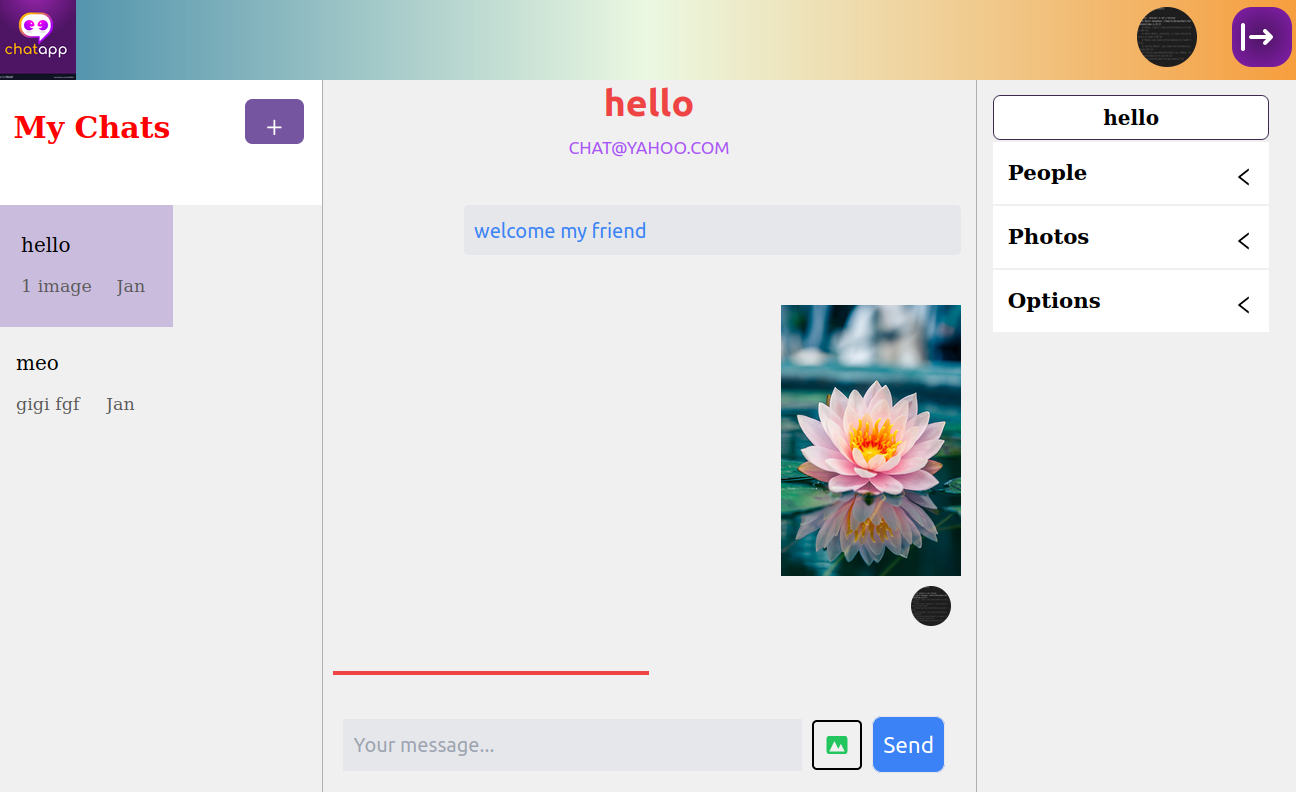 chatapp
My Chats
+
hello
1 image Jan
meo
gigi fgf Jan
hello
CHAT@YAHOO.COM
welcome my friend
Your message...
Send
hello
People
Photos
Options